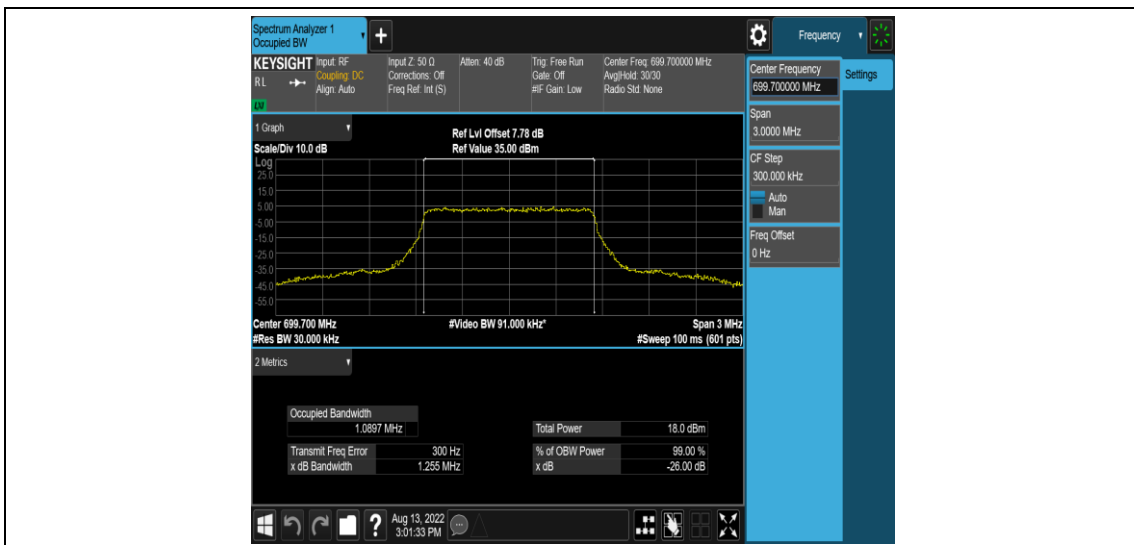 Spectrum Analyzer 1
Occupied BW
+
Frequency
KEYSIGHT
RL
LXI
Input: RF
Coupling: DC
Align: Auto
Input Z: 50 Ω
Corrections: Off
Freq Ref: Int (S)
Atten: 40 dB
Trig: Free Run
Gate: Off
#IF Gain: Low
Center Freq: 699.700000 MHz
Avg|Hold: 30/30
Radio Std: None
Center Frequency
699.700000 MHz
Settings
Span
3.0000 MHz
CF Step
300.000 kHz
Auto
Man
Freq Offset
0 Hz
1 Graph
Scale/Div 10.0 dB
Ref Lvl Offset 7.78 dB
Ref Value 35.00 dBm
Log
25.0
15.0
5.00
-5.00
-15.0
-25.0
-35.0
-45.0
-55.0
Center 699.700 MHz
#Res BW 30.000 kHz
#Video BW 91.000 kHz*
Span 3 MHz
#Sweep 100 ms (601 pts)
2 Metrics
Occupied Bandwidth
1.0897 MHz
Total Power 18.0 dBm
Transmit Freq Error 300 Hz
% of OBW Power 99.00 %
x dB Bandwidth 1.255 MHz
x dB -26.00 dB
?
Aug 13, 2022
3:01:33 PM